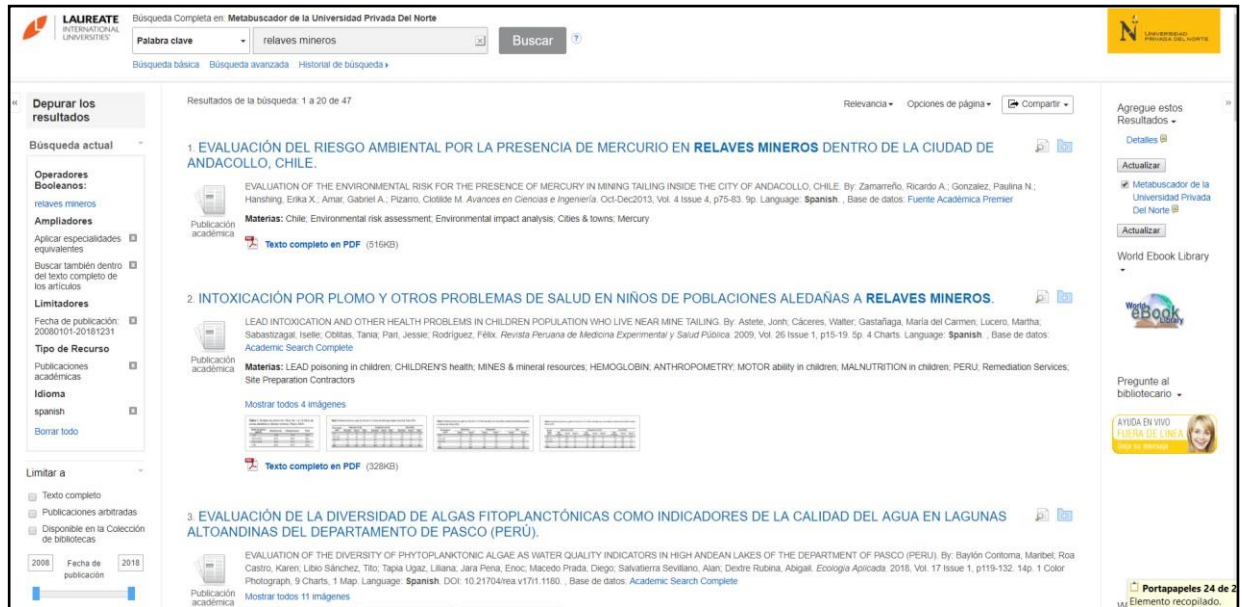 LAUREATE
INTERNATIONAL
UNIVERSITIES®
Búsqueda Completa en: Metabuscador de la Universidad Privada Del Norte
Palabra clave
relaves mineros
Buscar
Búsqueda básica Búsqueda avanzada Historial de búsqueda
N UNIVERSIDAD
PRIVADA DEL NORTE
«
Depurar los
resultados
Búsqueda actual
Operadores
Booleanos:
relaves mineros
Ampliadores
Aplicar especialidades
equivalentes
Buscar también dentro
del texto completo de
los artículos
Limitadores
Fecha de publicación:
20080101-20181231
Tipo de Recurso
Publicaciones
académicas
Idioma
spanish
Borrar todo
Limitar a
Texto completo
Publicaciones arbitradas
Disponible en la Colección
de bibliotecas
2008 Fecha de 2018
publicación
Resultados de la búsqueda: 1 a 20 de 47
Relevancia Opciones de página Compartir
1. EVALUACIÓN DEL RIESGO AMBIENTAL POR LA PRESENCIA DE MERCURIO EN RELAVES MINEROS DENTRO DE LA CIUDAD DE
ANDACOLLO, CHILE.
EVALUATION OF THE ENVIRONMENTAL RISK FOR THE PRESENCE OF MERCURY IN MINING TAILING INSIDE THE CITY OF ANDACOLLO, CHILE. By: Zamarreño, Ricardo A.; Gonzalez, Paulina N.;
Hanshing, Erika X.; Amar, Gabriel A.; Pizarro, Clotilde M. Avances en Ciencias e Ingeniería. Oct-Dec2013, Vol. 4 Issue 4, p75-83. 9p. Language: Spanish. , Base de datos: Fuente Académica Premier
Materias: Chile; Environmental risk assessment; Environmental impact analysis; Cities & towns; Mercury
Publicación
académica
Texto completo en PDF (516KB)
2. INTOXICACIÓN POR PLOMO Y OTROS PROBLEMAS DE SALUD EN NIÑOS DE POBLACIONES ALEDAÑAS A RELAVES MINEROS.
LEAD INTOXICATION AND OTHER HEALTH PROBLEMS IN CHILDREN POPULATION WHO LIVE NEAR MINE TAILING. By: Astete, Jonh; Cáceres, Walter; Gastañaga, María del Carmen; Lucero, Martha;
Sabastizagal, Iselle; Oblitas, Tania; Pari, Jessie; Rodríguez, Félix. Revista Peruana de Medicina Experimental y Salud Pública. 2009, Vol. 26 Issue 1, p15-19. 5p. 4 Charts. Language: Spanish. , Base de datos:
Academic Search Complete
Publicación
académica
Materias: LEAD poisoning in children; CHILDREN'S health; MINES & mineral resources; HEMOGLOBIN; ANTHROPOMETRY; MOTOR ability in children; MALNUTRITION in children; PERU; Remediation Services;
Site Preparation Contractors
Mostrar todos 4 imágenes
Texto completo en PDF (328KB)
3. EVALUACIÓN DE LA DIVERSIDAD DE ALGAS FITOPLANCTÓNICAS COMO INDICADORES DE LA CALIDAD DEL AGUA EN LAGUNAS
ALTOANDINAS DEL DEPARTAMENTO DE PASCO (PERÚ).
EVALUATION OF THE DIVERSITY OF PHYTOPLANKTONIC ALGAE AS WATER QUALITY INDICATORS IN HIGH ANDEAN LAKES OF THE DEPARTMENT OF PASCO (PERU). By: Baylón Coritoma, Maribel; Roa
Castro, Karen; Libio Sánchez, Tito; Tapia Ugaz, Liliana; Jara Pena, Enoc; Macedo Prada, Diego; Salvatierra Sevillano, Alan; Dextre Rubina, Abigail. Ecología Aplicada. 2018, Vol. 17 Issue 1, p119-132. 14p. 1 Color
Photograph, 9 Charts, 1 Map. Language: Spanish. DOI: 10.21704/rea.v17i1.1180. , Base de datos: Academic Search Complete
Publicación
académica
Mostrar todos 11 imágenes
»
Agregue estos
Resultados
Detalles
Actualizar
Metabuscador de la
Universidad Privada
Del Norte
Actualizar
World Ebook Library
World
eBook
Library
Pregunte al
bibliotecario
AYUDA EN VIVO
FUERA DE LÍNEA
Portapapeles 24 de 2
Elemento recopilado.